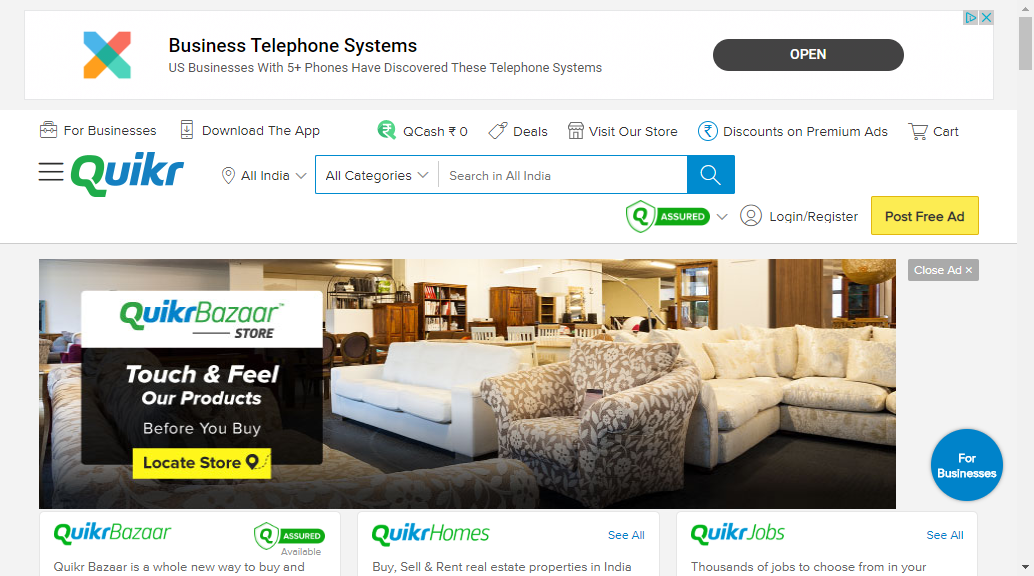 Business Telephone Systems
US Businesses With 5+ Phones Have Discovered These Telephone Systems
OPEN
For Businesses
Download The App
QCash ₹ 0
Deals
Visit Our Store
Discounts on Premium Ads
Cart
Quikr
All India
All Categories
Search in All India
Q ASSURED
Login/Register
Post Free Ad
Close Ad ×
QuikrBazaar™
STORE
Touch & Feel
Our Products
Before You Buy
Locate Store
For
Businesses
QuikrBazaar
Q ASSURED
Available
Quikr Bazaar is a whole new way to buy and
QuikrHomes
See All
Buy, Sell & Rent real estate properties in India
QuikrJobs
See All
Thousands of jobs to choose from in your